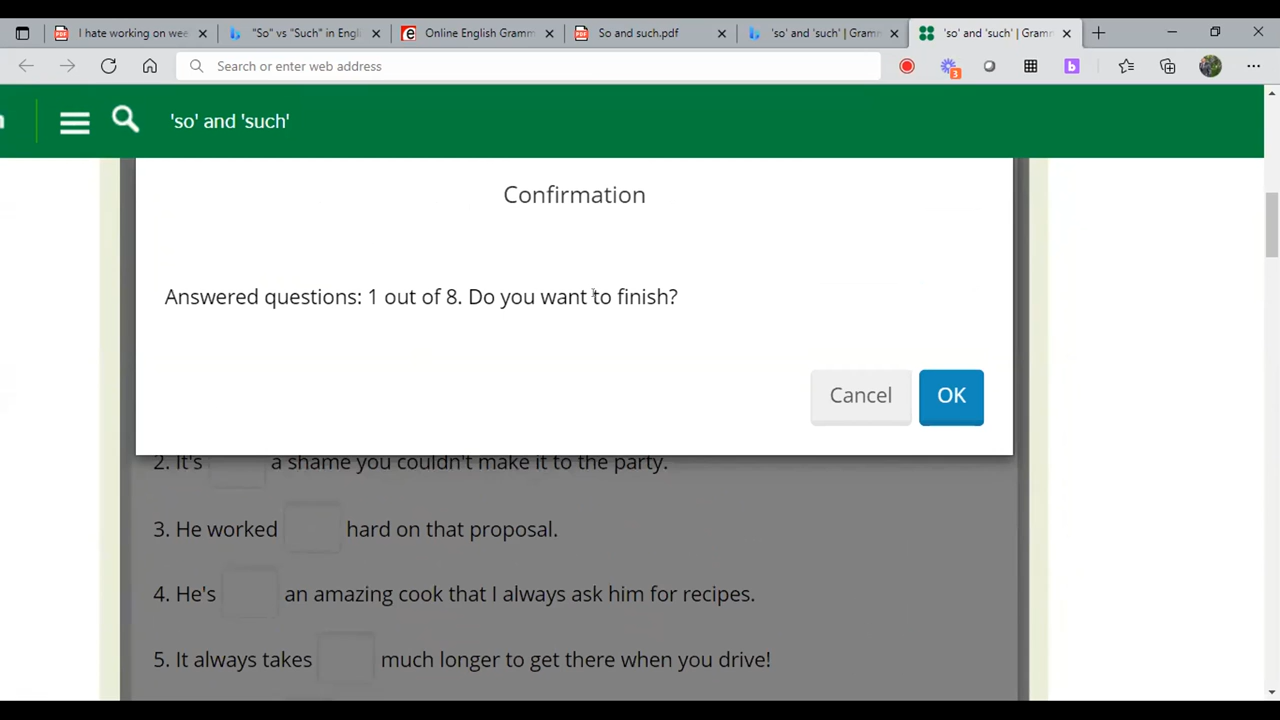 I hate working on wee
"So" vs "Such" in Engli
Online English Gramm
So and such.pdf
'so' and 'such' | Gramm
'so' and 'such' | Gramm
Search or enter web address
3
b
'so' and 'such'
Confirmation
Answered questions: 1 out of 8. Do you want to finish?
Cancel
OK
2. It's a shame you couldn't make it to the party.
3. He worked hard on that proposal.
4. He's an amazing cook that I always ask him for recipes.
5. It always takes much longer to get there when you drive!